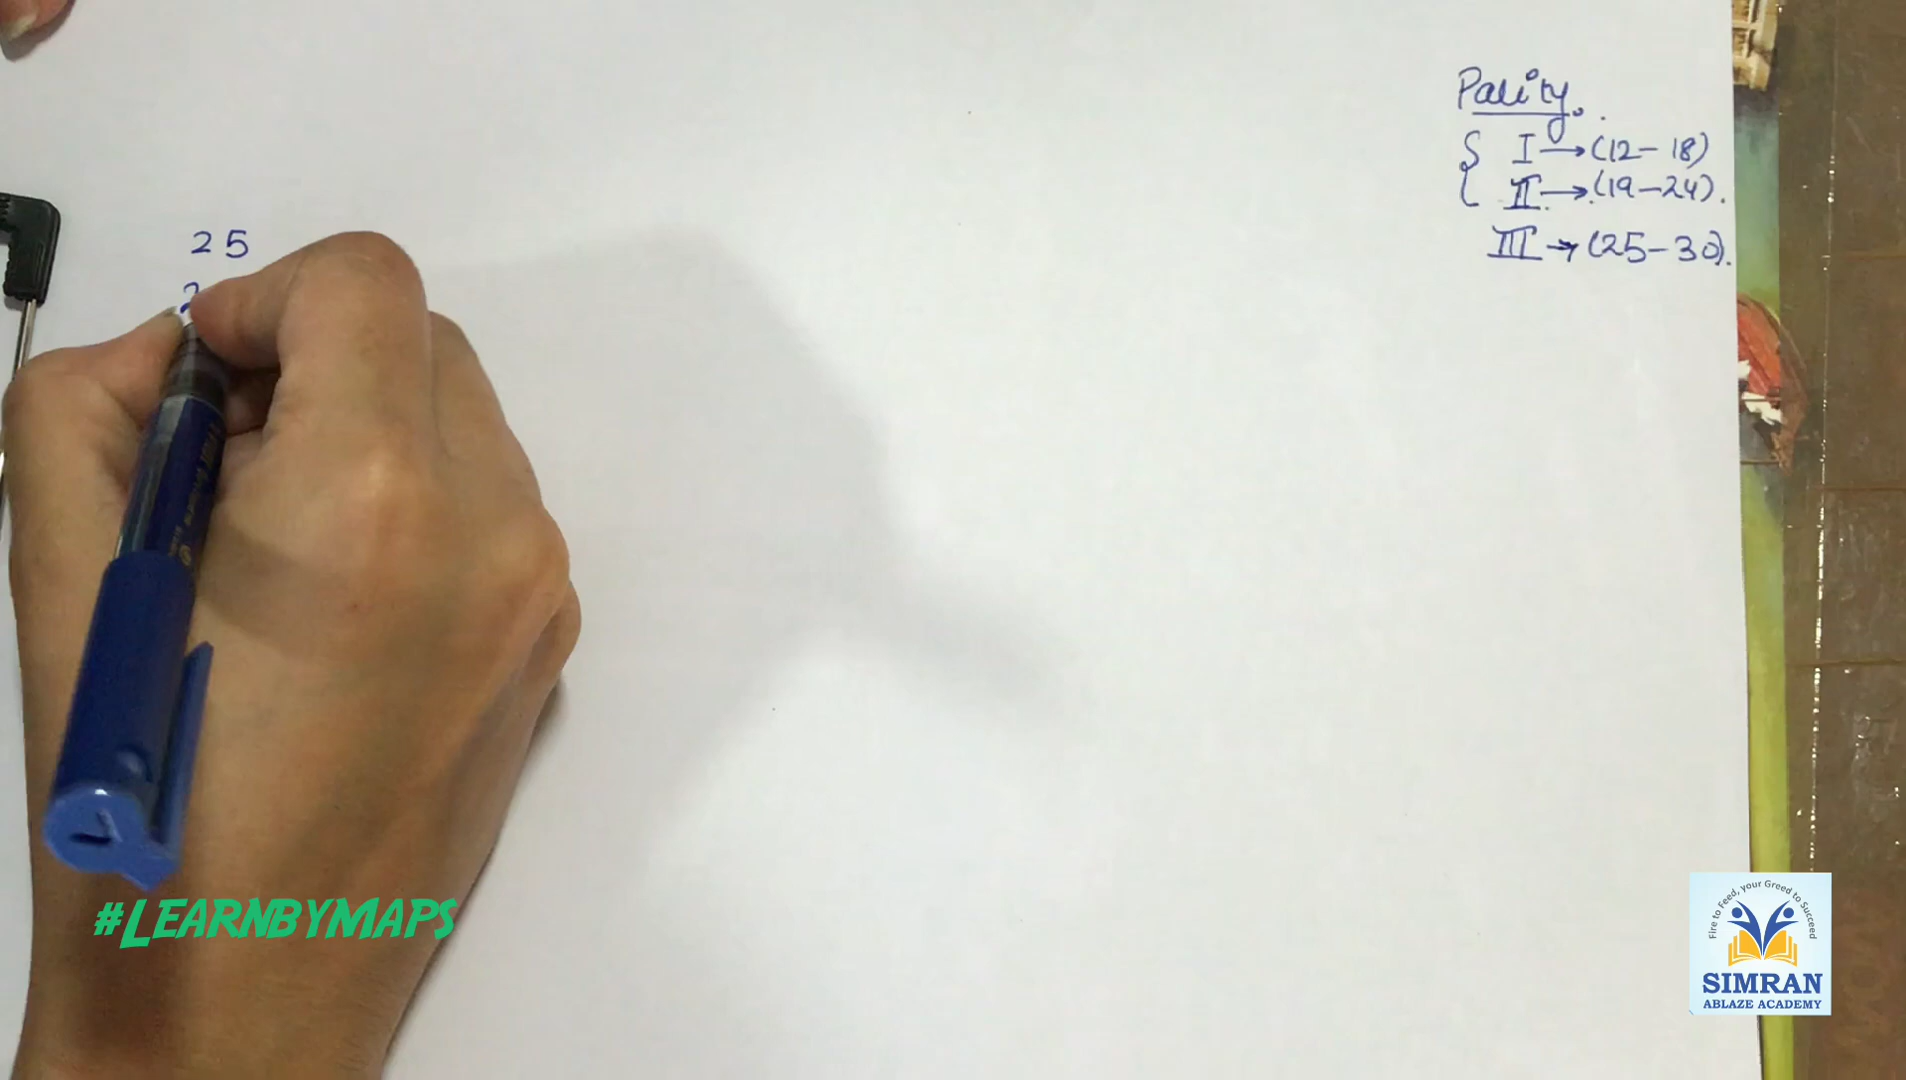 Pality.
I → (12 – 18)
II → (19 – 24).
III → (25 – 30).
25
2
#LEARNBYMAPS
Fire to Feed, your Greed to Succeed
SIMRAN
ABLAZE ACADEMY